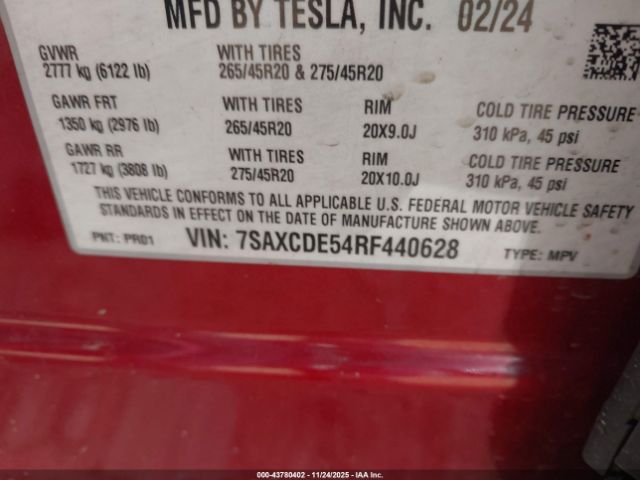 MFD BY TESLA, INC. 02/24
GVWR WITH TIRES
2777 kg (6122 lb) 265/45R20 & 275/45R20
GAWR FRT WITH TIRES RIM COLD TIRE PRESSURE
1350 kg (2976 lb) 265/45R20 20X9.0J 310 kPa, 45 psi
GAWR RR WITH TIRES RIM COLD TIRE PRESSURE
1727 kg (3808 lb) 275/45R20 20X10.0J 310 kPa, 45 psi
THIS VEHICLE CONFORMS TO ALL APPLICABLE U.S. FEDERAL MOTOR VEHICLE SAFETY
STANDARDS IN EFFECT ON THE DATE OF MANUFACTURE SHOWN ABOVE.
PNT: PR01 VIN: 7SAXCDE54RF440628 TYPE: MPV
000-43780402 - 11/24/2025 - IAA Inc.